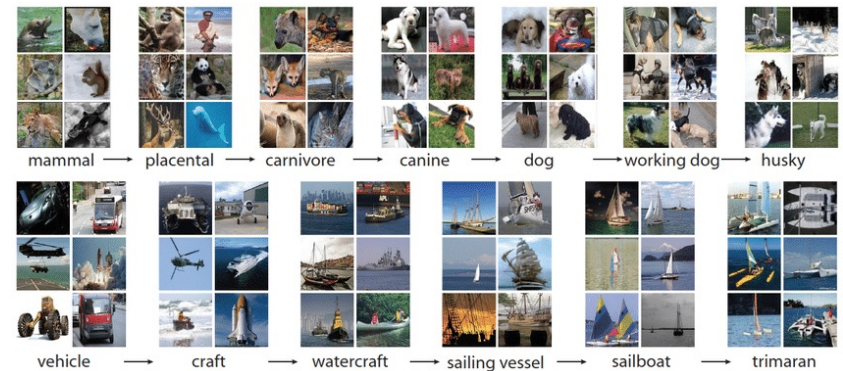 mammal → placental → carnivore → canine → dog → working dog → husky
vehicle → craft → watercraft → sailing vessel → sailboat → trimaran